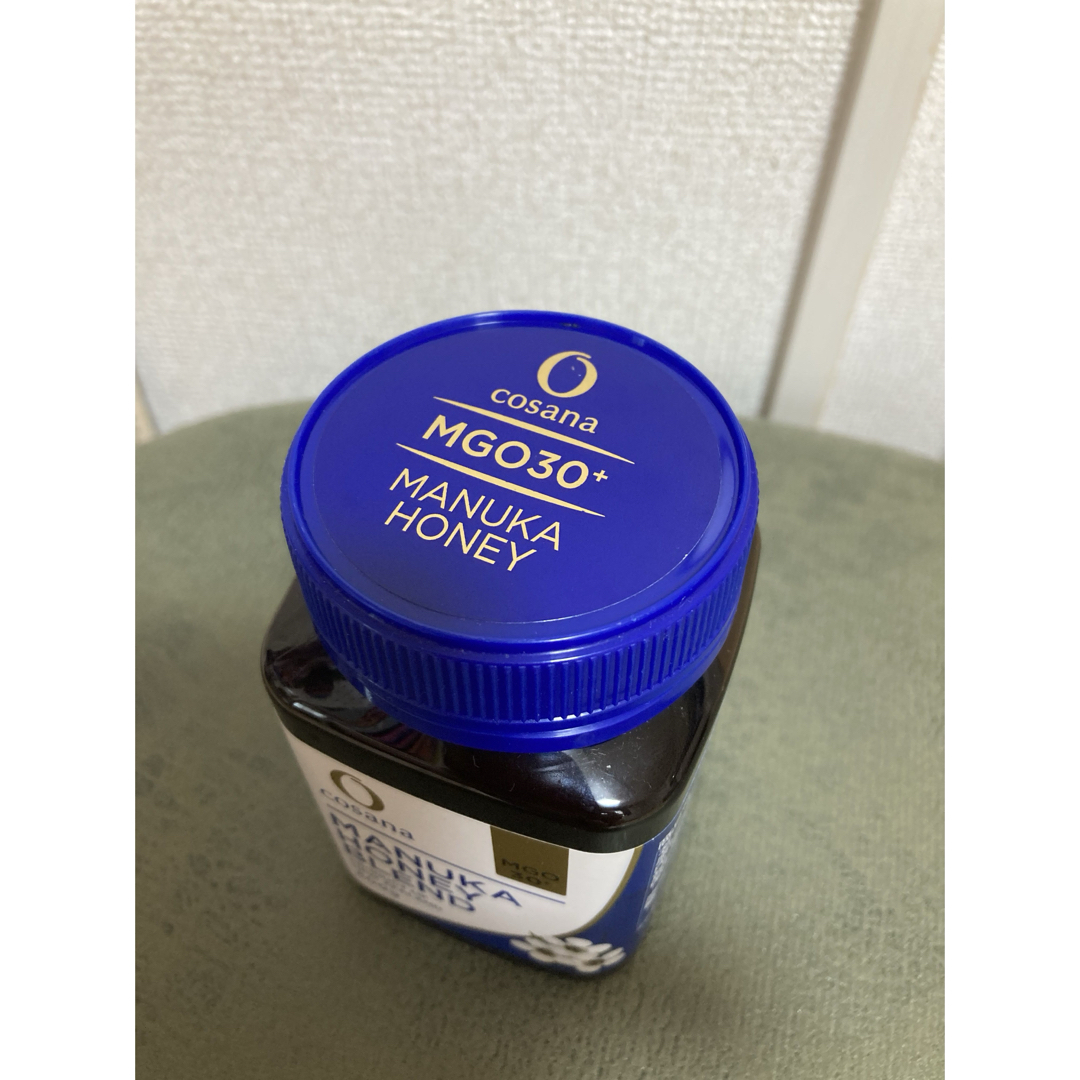 cosana
MGO30+
MANUKA
HONEY
cosana
MANUKA
HONEY
BLEND
MGO
30+